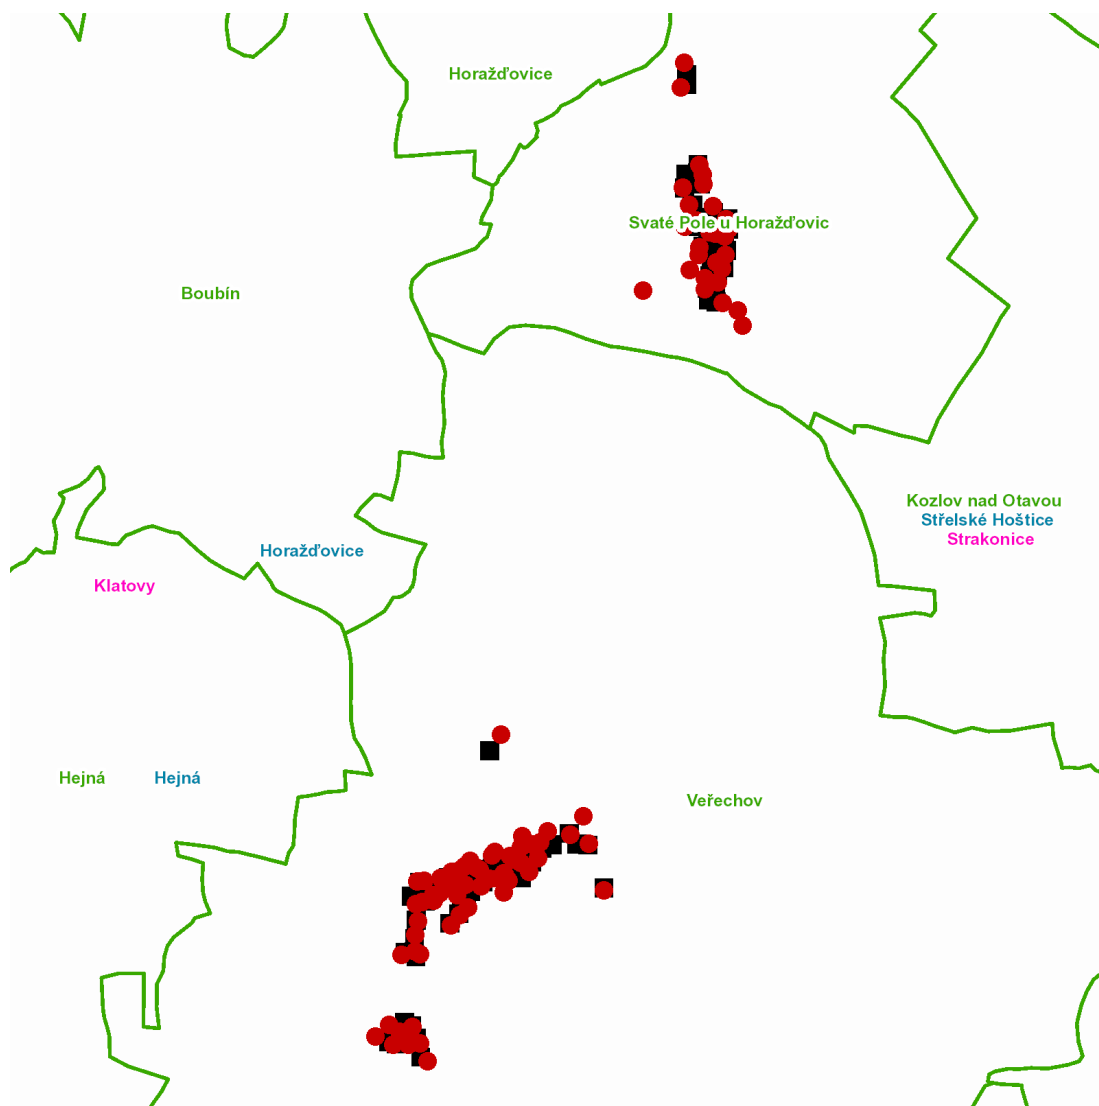 Horažďovice
Svaté Pole u Horažďovic
Boubín
Kozlov nad Otavou
Střelské Hoštice
Strakonice
Horažďovice
Klatovy
Hejná
Hejná
Veřechov